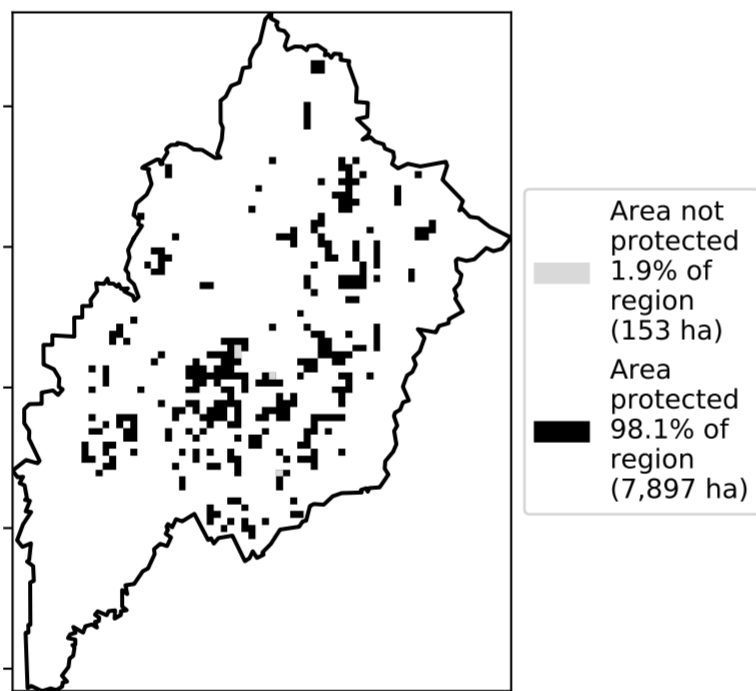 Area not
protected
1.9% of
region
(153 ha)
Area
protected
98.1% of
region
(7,897 ha)